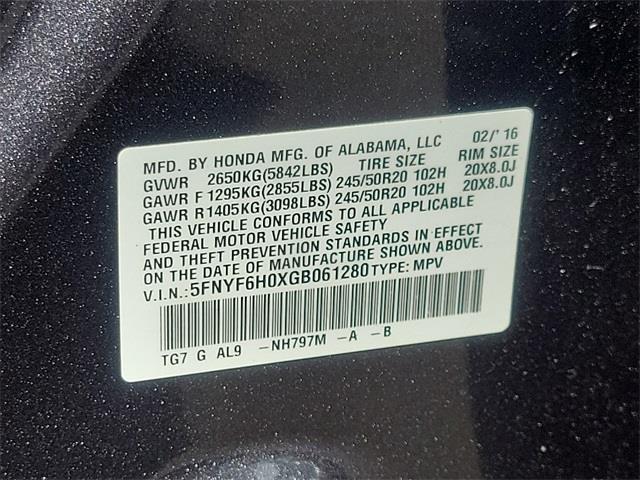 MFD. BY HONDA MFG. OF ALABAMA, LLC 02/'16
GVWR 2650KG(5842LBS) TIRE SIZE RIM SIZE
GAWR F 1295KG(2855LBS) 245/50R20 102H 20X8.0J
GAWR R 1405KG(3098LBS) 245/50R20 102H 20X8.0J
THIS VEHICLE CONFORMS TO ALL APPLICABLE
FEDERAL MOTOR VEHICLE SAFETY
AND THEFT PREVENTION STANDARDS IN EFFECT
ON THE DATE OF MANUFACTURE SHOWN ABOVE.
V.I.N.:5FNYF6H0XGB061280 TYPE: MPV
TG7 G AL9 -NH797M -A -B